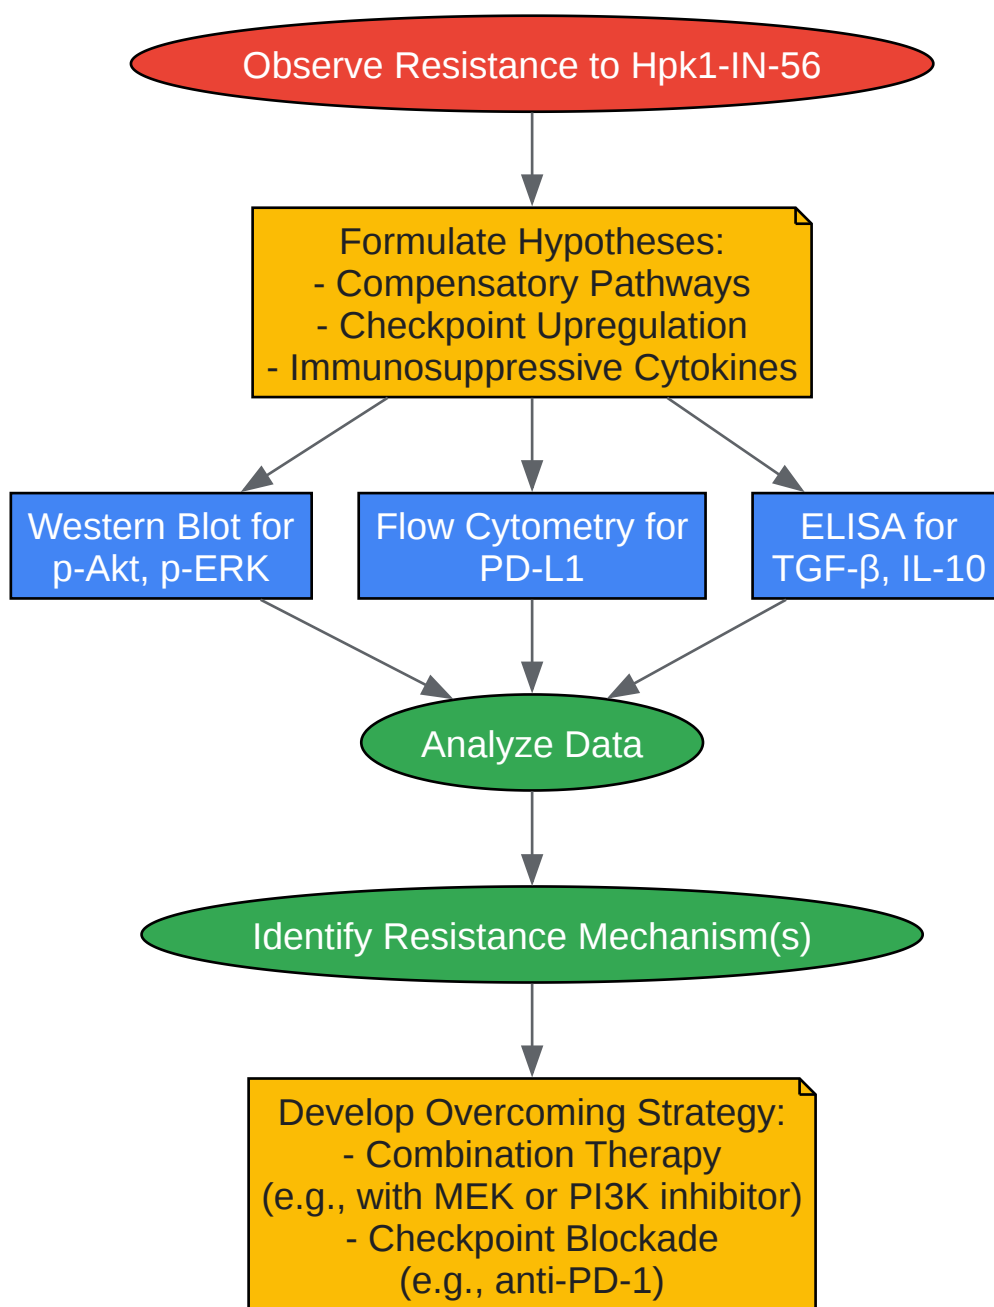 Observe Resistance to Hpk1-IN-56
Formulate Hypotheses:
- Compensatory Pathways
- Checkpoint Upregulation
- Immunosuppressive Cytokines
Western Blot for
p-Akt, p-ERK
Flow Cytometry for
PD-L1
ELISA for
TGF-β, IL-10
Analyze Data
Identify Resistance Mechanism(s)
Develop Overcoming Strategy:
- Combination Therapy
(e.g., with MEK or PI3K inhibitor)
- Checkpoint Blockade
(e.g., anti-PD-1)